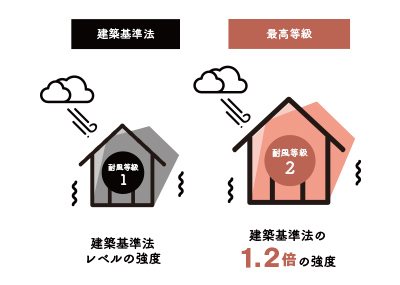 建築基準法
耐風等級
1
建築基準法
レベルの強度
最高等級
耐風等級
2
建築基準法の
1.2倍の強度